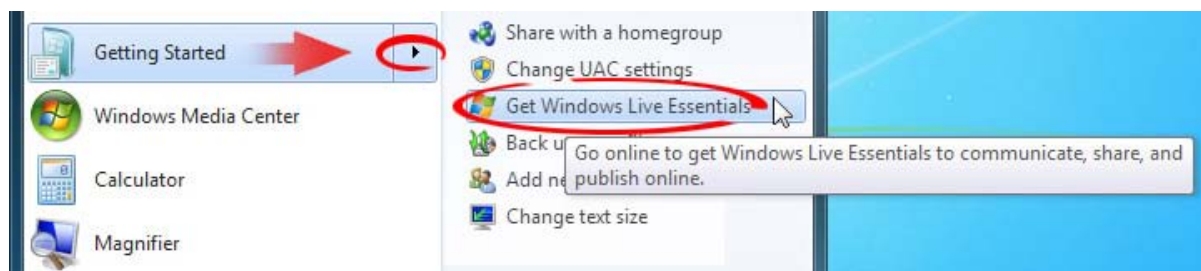 Getting Started
Windows Media Center
Calculator
Magnifier
Share with a homegroup
Change UAC settings
Get Windows Live Essentials
Back u
Go online to get Windows Live Essentials to communicate, share, and
publish online.
Add ne
Change text size